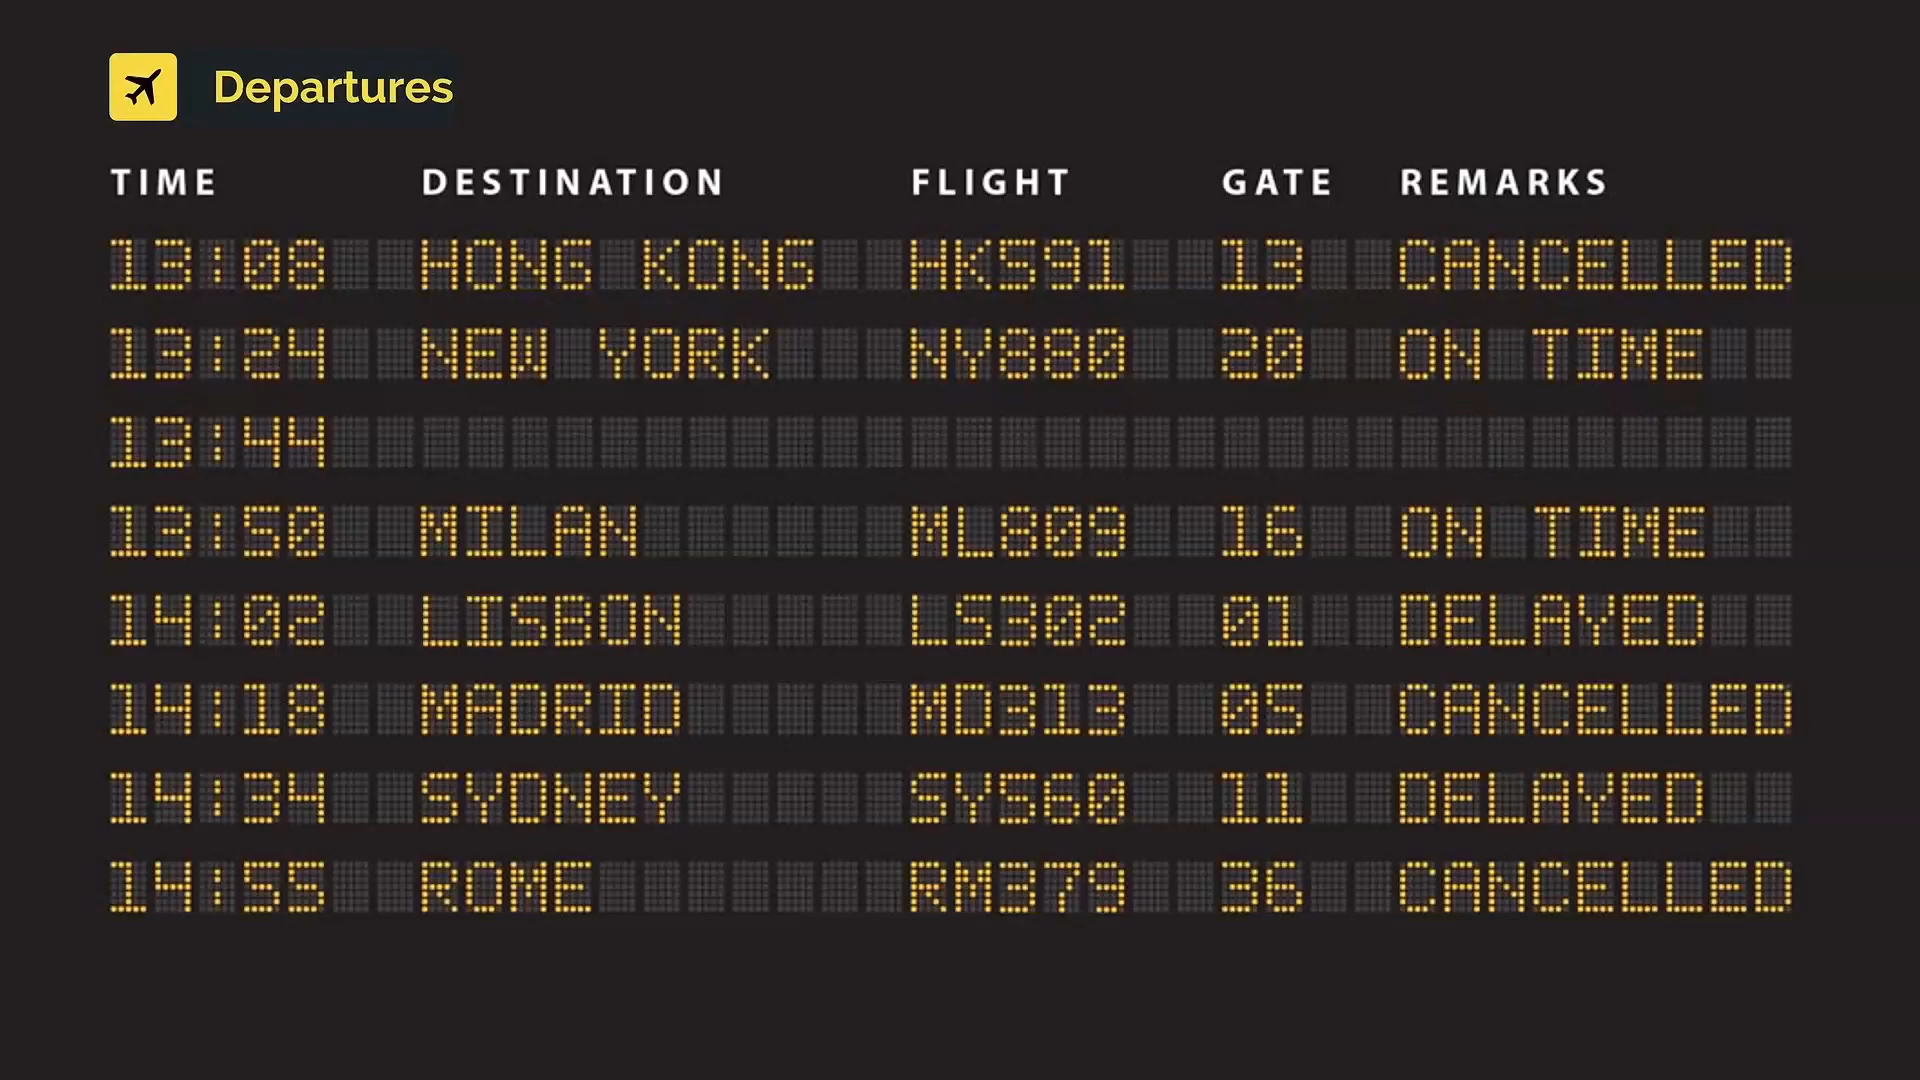 Departures
TIME DESTINATION FLIGHT GATE REMARKS
13:08 HONG KONG HK591 13 CANCELLED
13:24 NEW YORK NY880 20 ON TIME
13:44
13:50 MILAN ML809 16 ON TIME
14:02 LISBON LS302 01 DELAYED
14:18 MADRID MD313 05 CANCELLED
14:34 SYDNEY SY560 11 DELAYED
14:55 ROME RM379 36 CANCELLED